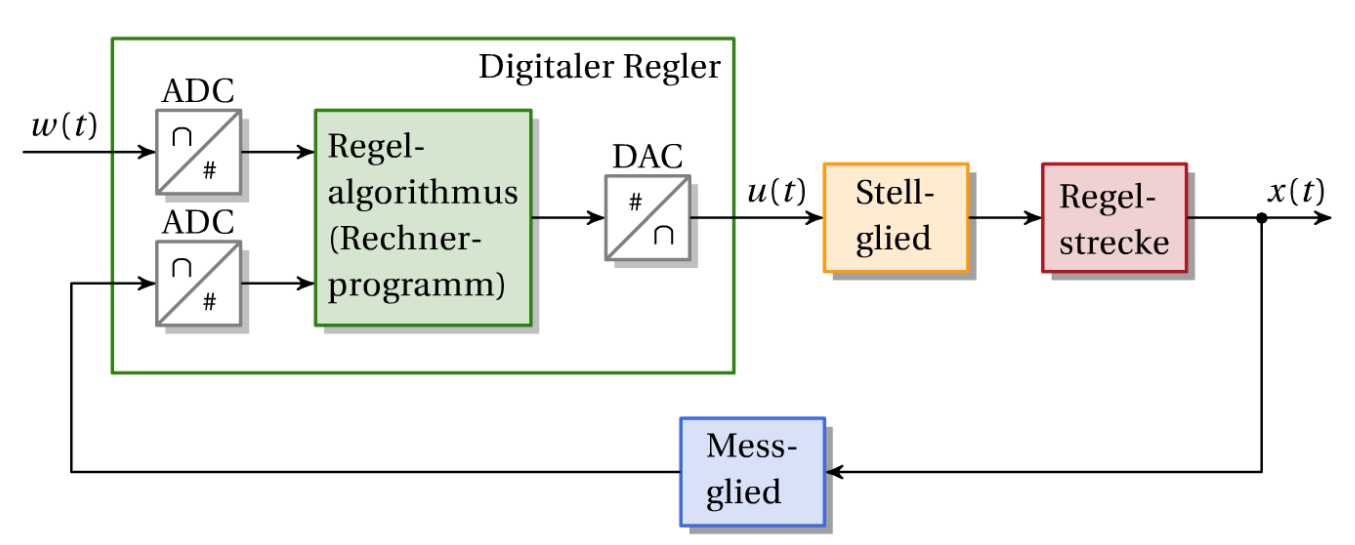 Digitaler Regler
w(t)
ADC
∩
#
ADC
∩
#
Regel-
algorithmus
(Rechner-
programm)
DAC
#
∩
u(t)
Stell-
glied
Regel-
strecke
x(t)
Mess-
glied